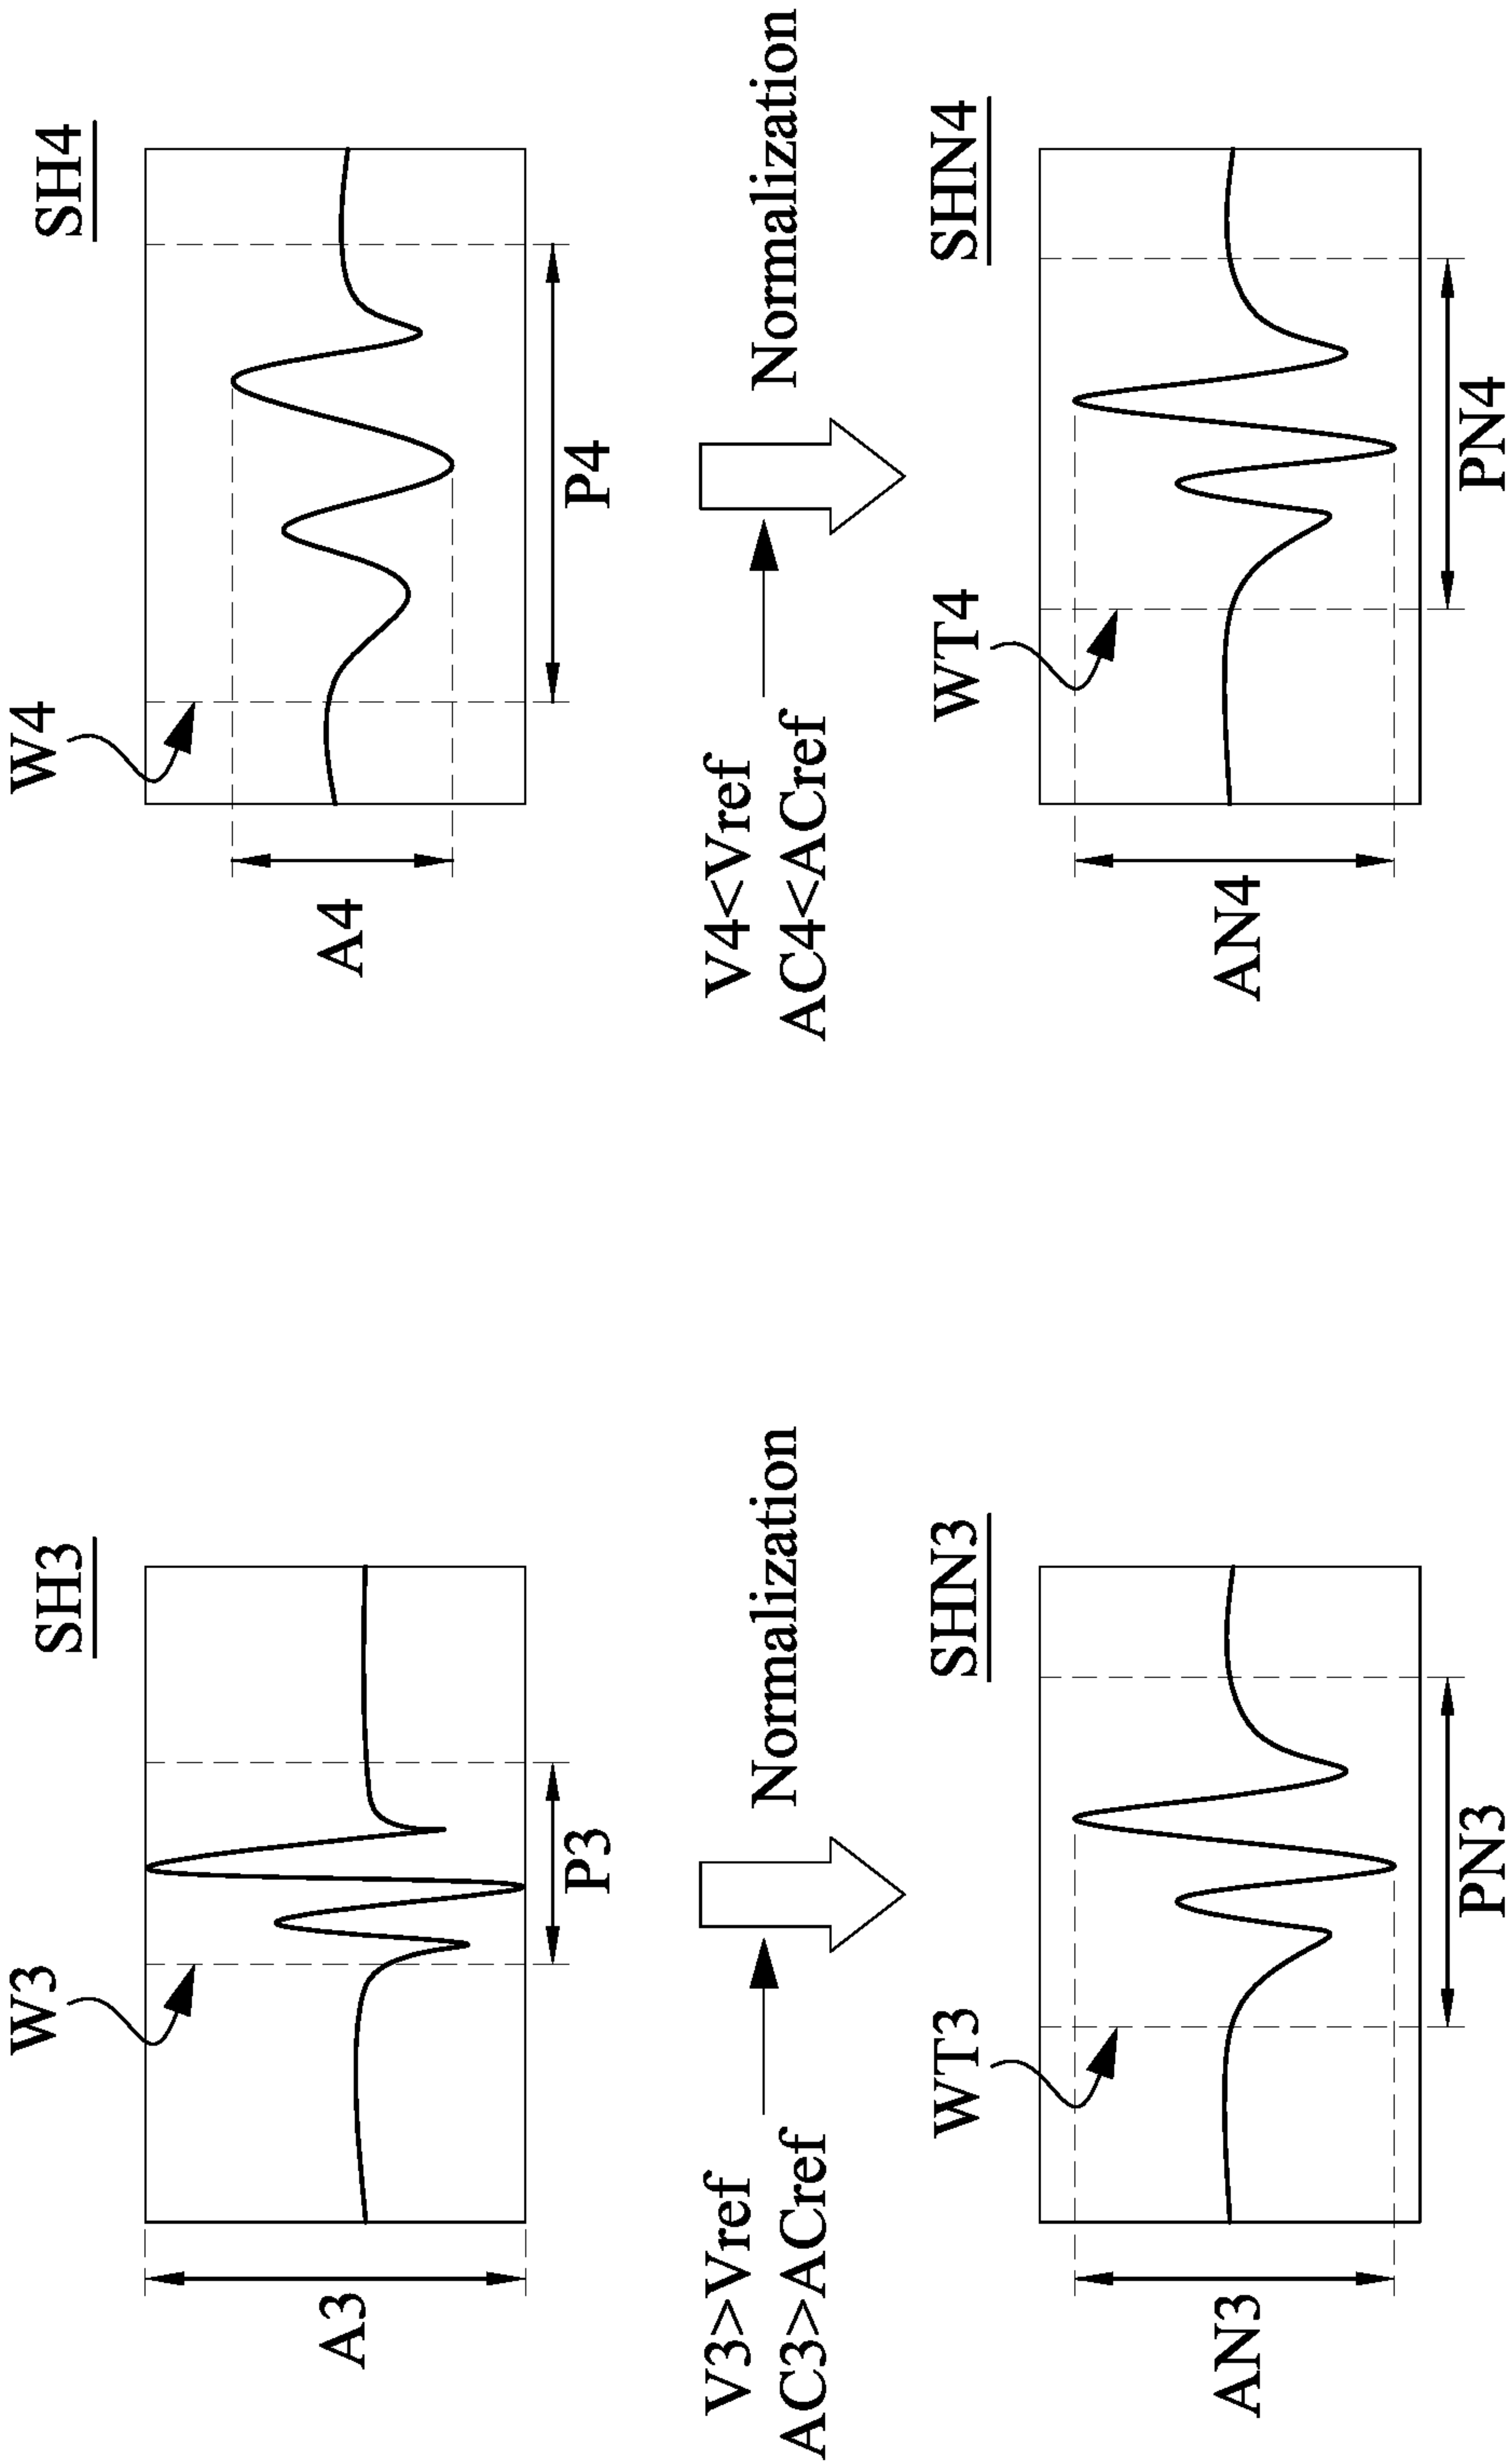 W3
SH3
A3
P3
V3>Vref
AC3>ACref
Normalization
WT3
SHN3
AN3
PN3
W4
SH4
A4
P4
V4<Vref
AC4<ACref
Normalization
WT4
SHN4
AN4
PN4